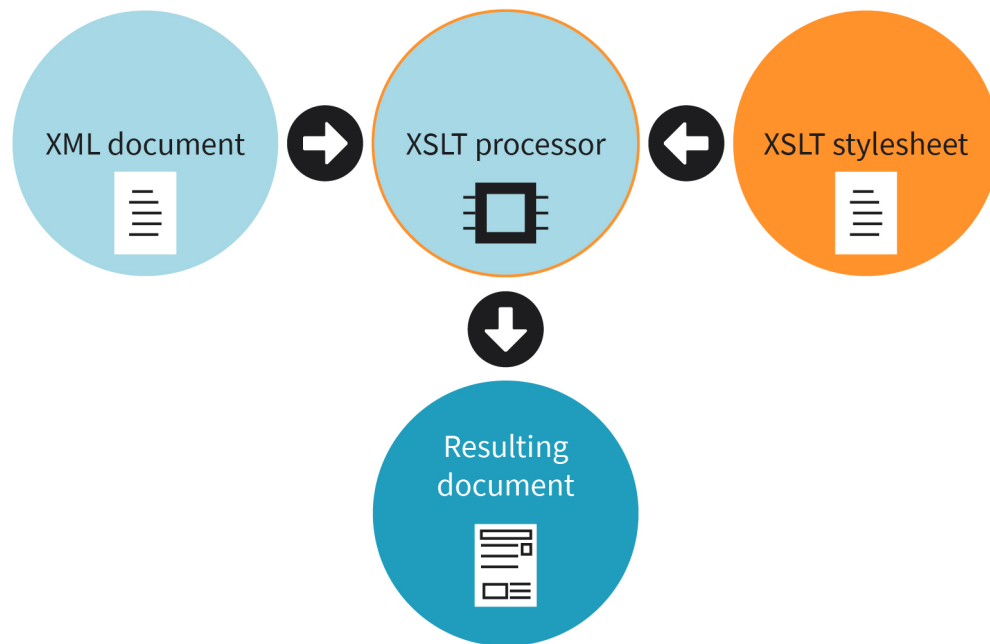 XML document
XSLT processor
XSLT stylesheet
Resulting
document